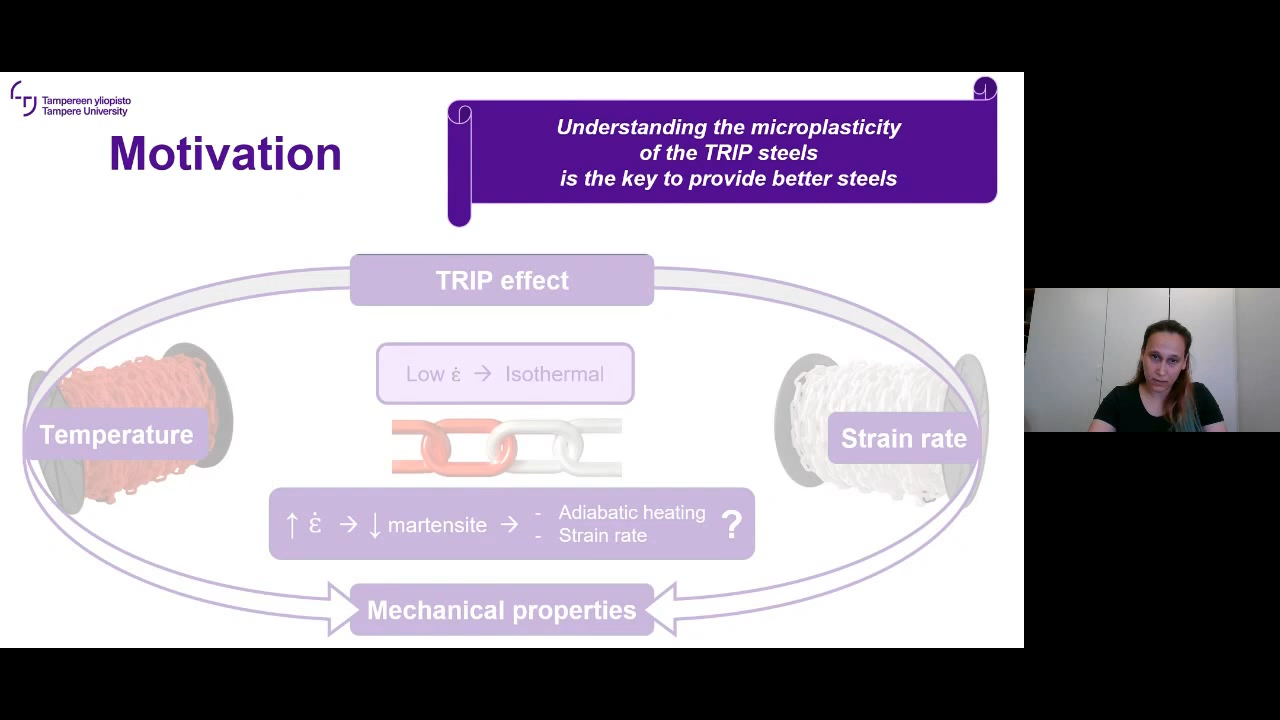 Tampereen yliopisto
Tampere University
Motivation
Understanding the microplasticity
of the TRIP steels
is the key to provide better steels
TRIP effect
Low ε̇ → Isothermal
Temperature
Strain rate
↑ ε̇ → ↓ martensite → - Adiabatic heating
- Strain rate
?
Mechanical properties